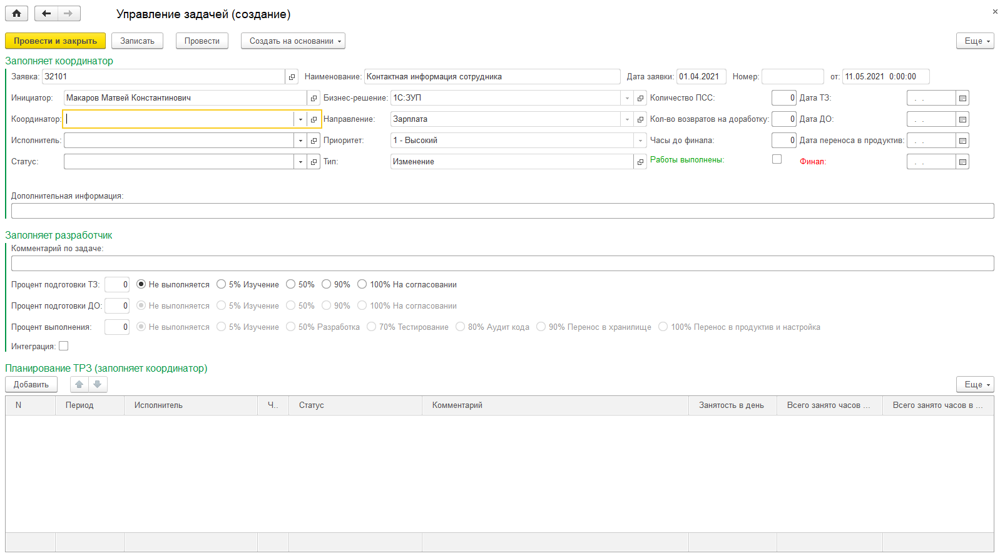 Управление задачей (создание)
Провести и закрыть Записать Провести Создать на основании Еще
Заполняет координатор
Заявка: 32101 Наименование: Контактная информация сотрудника Дата заявки: 01.04.2021 Номер: от: 11.05.2021 0:00:00
Инициатор: Макаров Матвей Константинович Бизнес-решение: 1С:ЗУП Количество ПСС: 0 Дата ТЗ: . .
Координатор: Направление: Зарплата Кол-во возвратов на доработку: 0 Дата ДО: . .
Исполнитель: Приоритет: 1 - Высокий Часы до финала: 0 Дата переноса в продуктив: . .
Статус: Тип: Изменение Работы выполнены: Финал: . .
Дополнительная информация:
Заполняет разработчик
Комментарий по задаче:
Процент подготовки ТЗ: 0 Не выполняется 5% Изучение 50% 90% 100% На согласовании
Процент подготовки ДО: 0 Не выполняется 5% Изучение 50% 90% 100% На согласовании
Процент выполнения: 0 Не выполняется 5% Изучение 50% Разработка 70% Тестирование 80% Аудит кода 90% Перенос в хранилище 100% Перенос в продуктив и настройка
Интеграция:
Планирование ТРЗ (заполняет координатор)
Добавить Еще
N Период Исполнитель Ч.. Статус Комментарий Занятость в день Всего занято часов ... Всего занято часов в ...